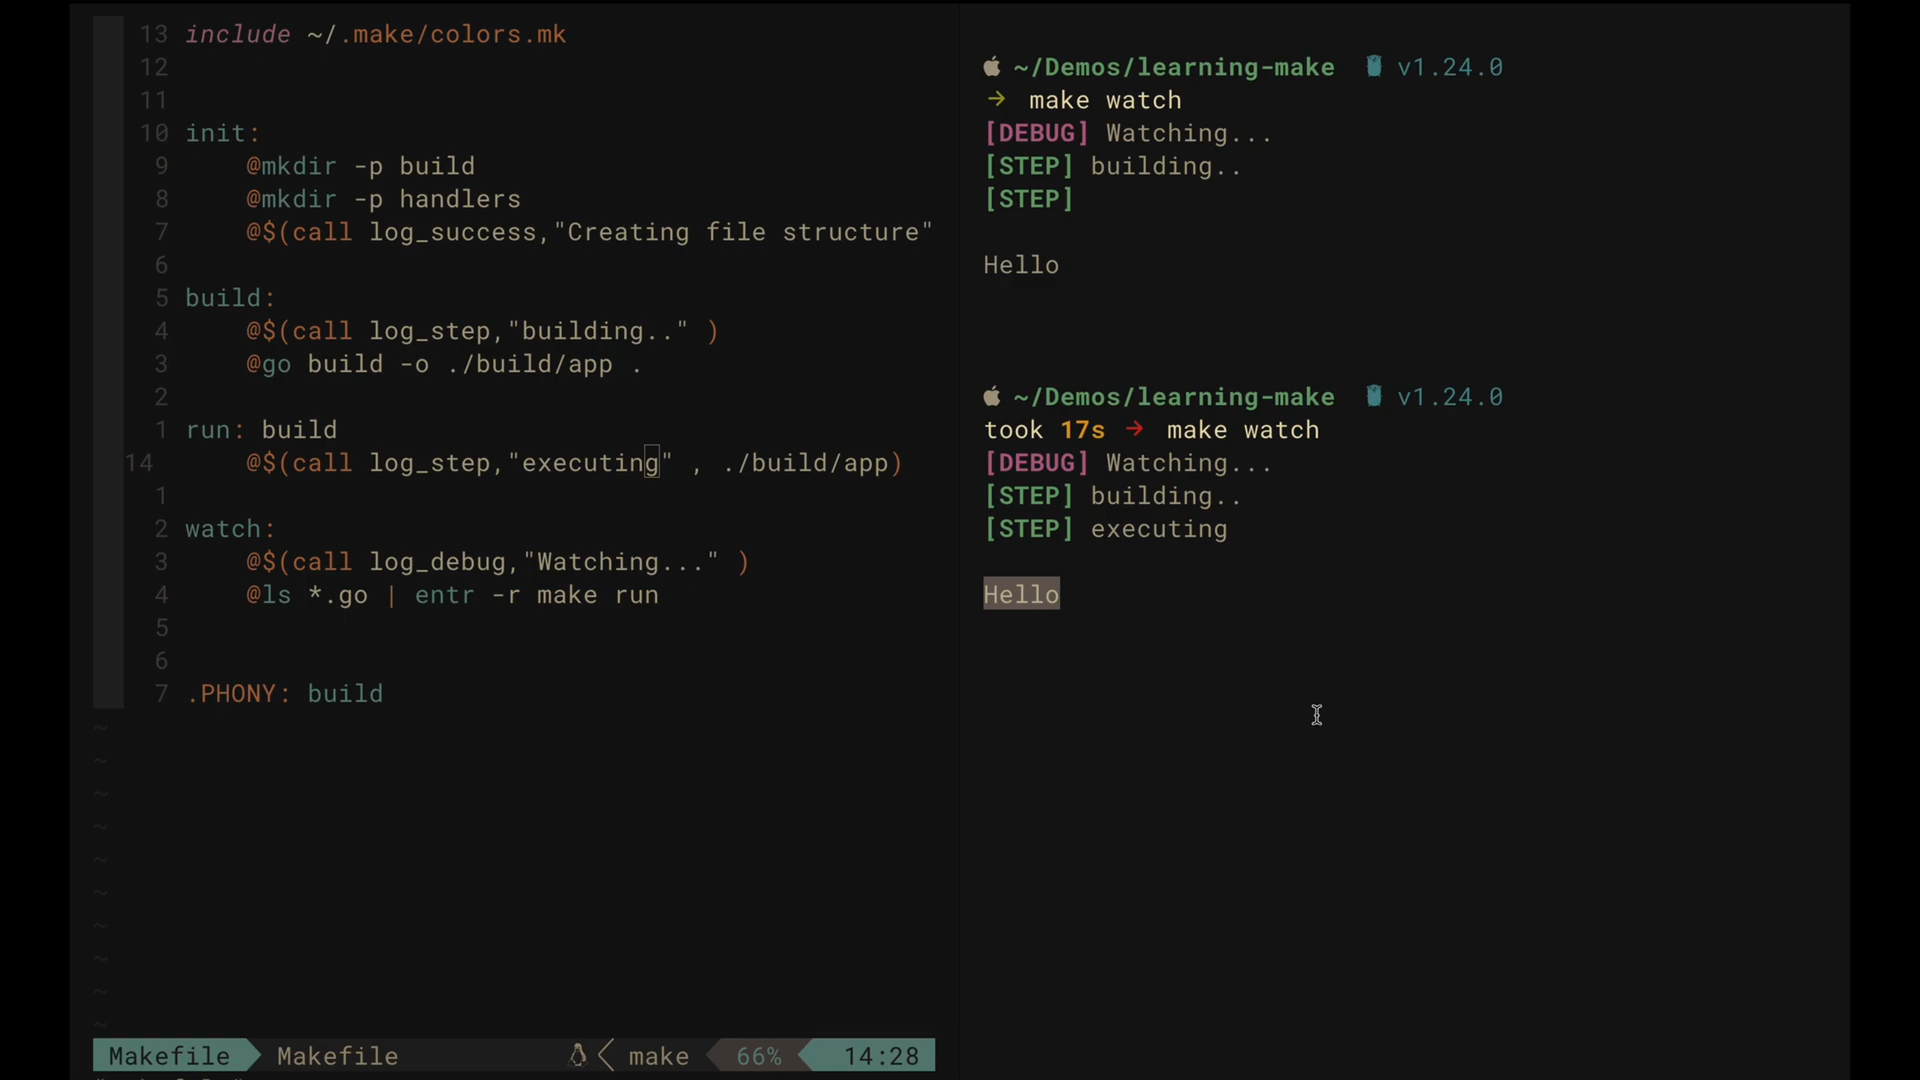 13 include ~/.make/colors.mk
12
11
10 init:
9 @mkdir -p build
8 @mkdir -p handlers
7 @$(call log_success,"Creating file structure"
6
5 build:
4 @$(call log_step,"building.." )
3 @go build -o ./build/app .
2
1 run: build
14 @$(call log_step,"executing" , ./build/app)
1
2 watch:
3 @$(call log_debug,"Watching..." )
4 @ls *.go | entr -r make run
5
6
7 .PHONY: build
~
~
~
~
~
~
~
~
~
~
Makefile Makefile make 66% 14:28
~/Demos/learning-make v1.24.0
→ make watch
[DEBUG] Watching...
[STEP] building..
[STEP]
Hello
~/Demos/learning-make v1.24.0
took 17s → make watch
[DEBUG] Watching...
[STEP] building..
[STEP] executing
Hello